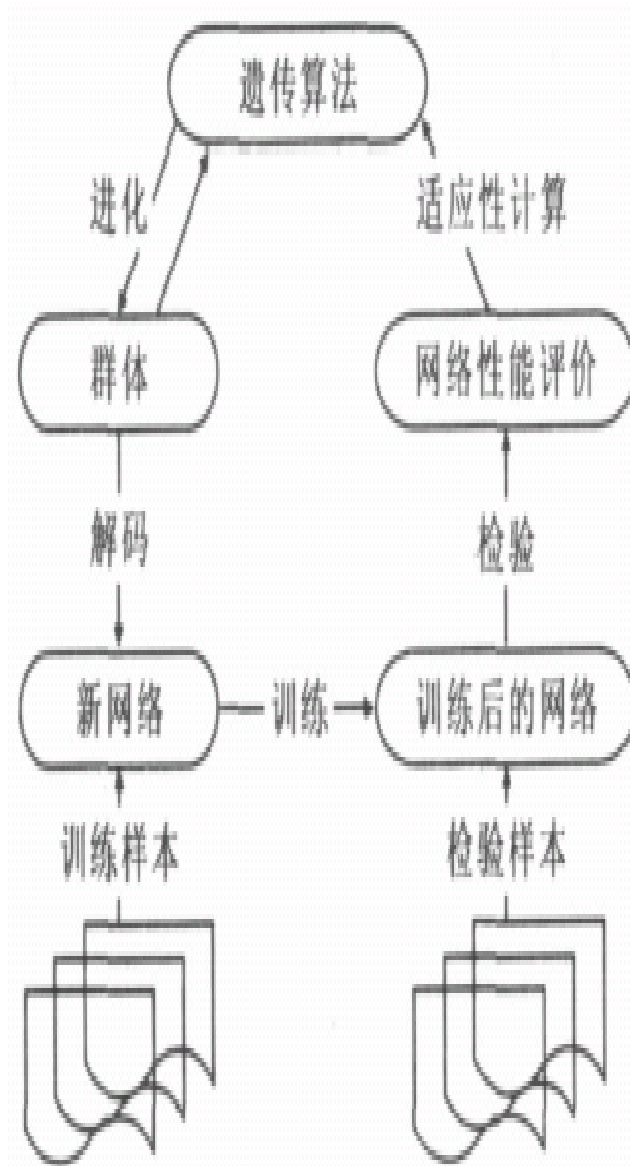 遗传算法
进化
适应性计算
群体
网络性能评价
解码
检验
新网络
训练
训练后的网络
训练样本
检验样本